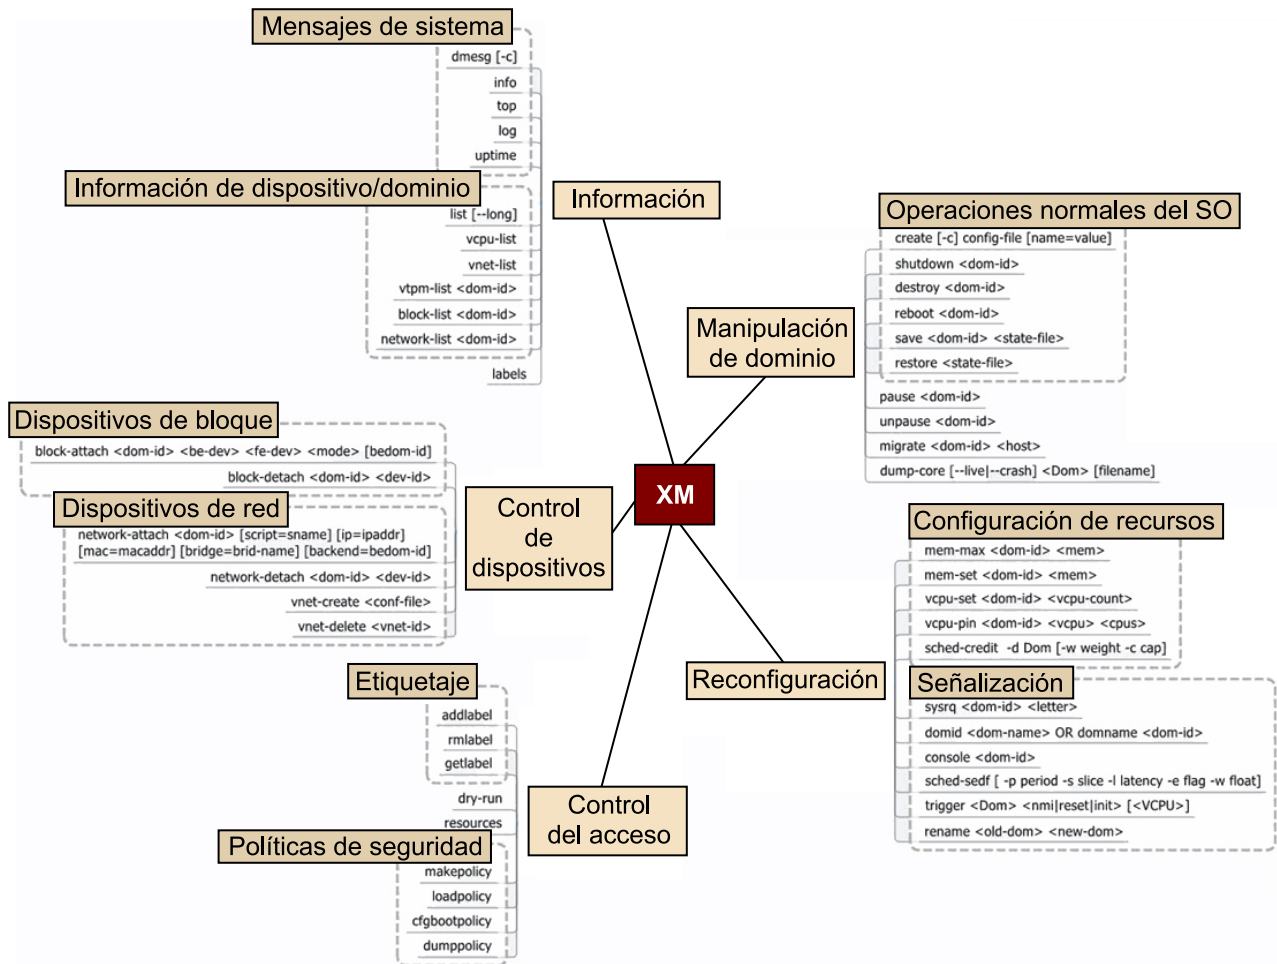 Mensajes de sistema
dmesg [-c]
info
top
log
uptime
Información de dispositivo/dominio
list [--long]
vcpu-list
vnet-list
vtpm-list <dom-id>
block-list <dom-id>
network-list <dom-id>
labels
Información
Operaciones normales del SO
create [-c] config-file [name=value]
shutdown <dom-id>
destroy <dom-id>
reboot <dom-id>
save <dom-id> <state-file>
restore <state-file>
pause <dom-id>
unpause <dom-id>
migrate <dom-id> <host>
dump-core [--live|--crash] <Dom> [filename]
Manipulación
de dominio
Dispositivos de bloque
block-attach <dom-id> <be-dev> <fe-dev> <mode> [bedom-id]
block-detach <dom-id> <dev-id>
Dispositivos de red
network-attach <dom-id> [script=sname] [ip=ipaddr]
[mac=macaddr] [bridge=brid-name] [backend=bedom-id]
network-detach <dom-id> <dev-id>
vnet-create <conf-file>
vnet-delete <vnet-id>
Control
de
dispositivos
XM
Configuración de recursos
mem-max <dom-id> <mem>
mem-set <dom-id> <mem>
vcpu-set <dom-id> <vcpu-count>
vcpu-pin <dom-id> <vcpu> <cpus>
sched-credit -d Dom [-w weight -c cap]
Reconfiguración
Señalización
sysrq <dom-id> <letter>
domid <dom-name> OR domname <dom-id>
console <dom-id>
sched-sedf [ -p period -s slice -l latency -e flag -w float]
trigger <Dom> <nmi|reset|init> [<VCPU>]
rename <old-dom> <new-dom>
Etiquetaje
addlabel
rmlabel
getlabel
dry-run
resources
Políticas de seguridad
makepolicy
loadpolicy
cfgbootpolicy
dumppolicy
Control
del acceso